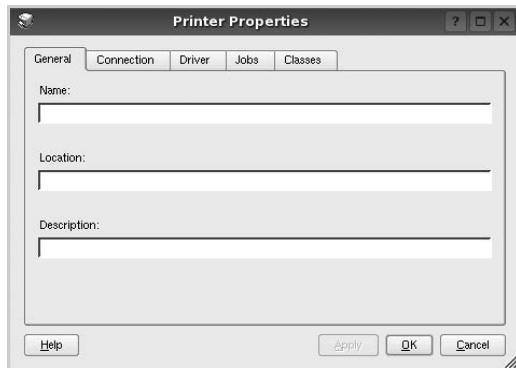 Printer Properties
General Connection Driver Jobs Classes
Name:
Location:
Description:
Help Apply OK Cancel